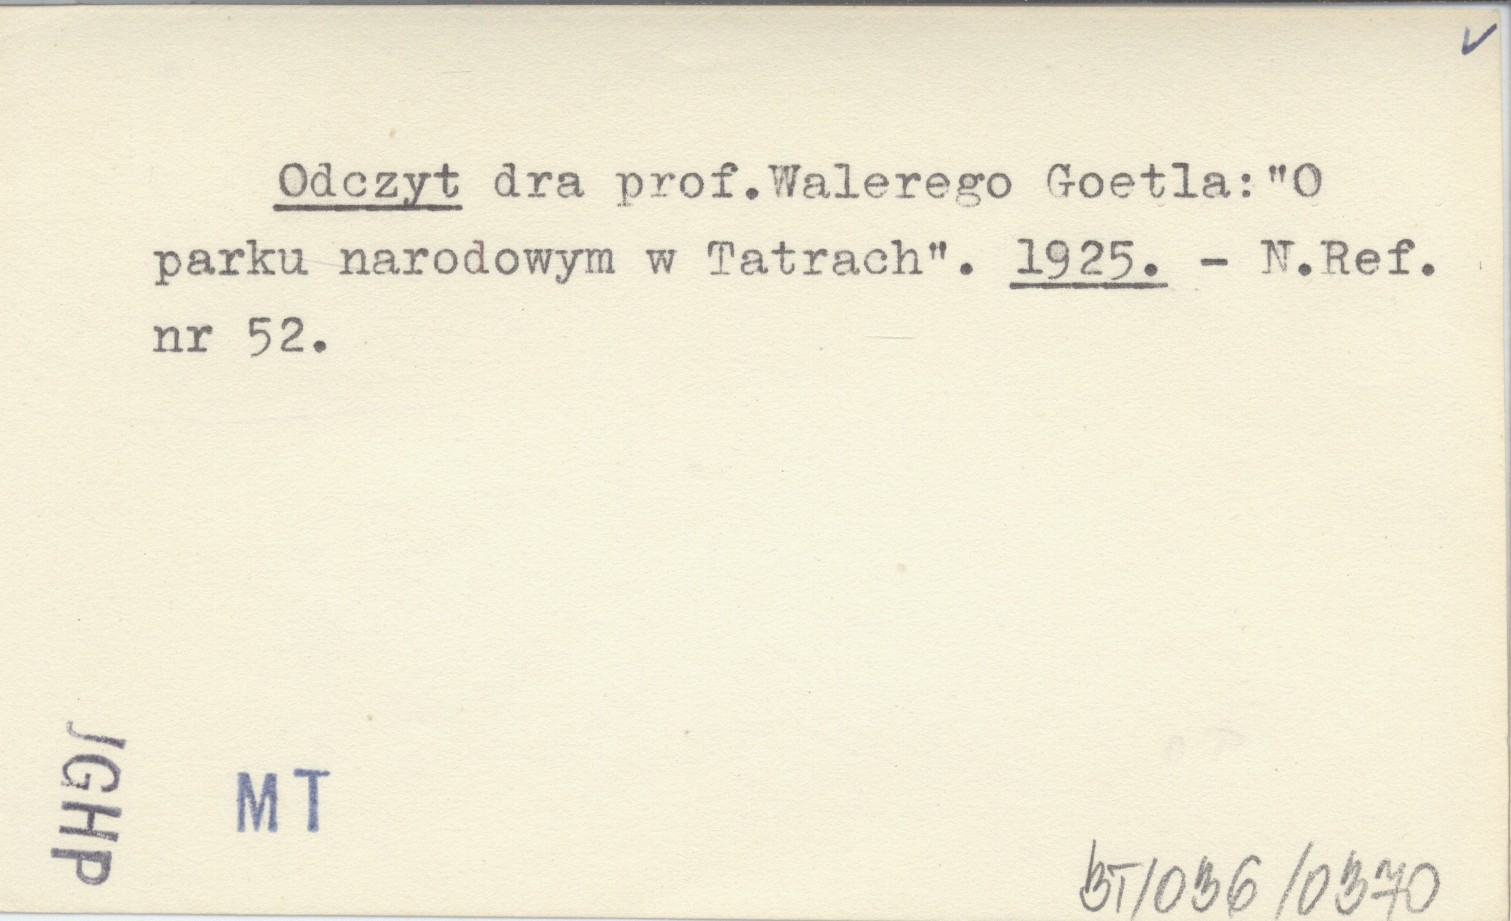 Odczyt dra prof.Walerego Goetla:"O
parku narodowym w Tatrach". 1925. - N.Ref.
nr 52.
JGHP
MT
BT/036/0370